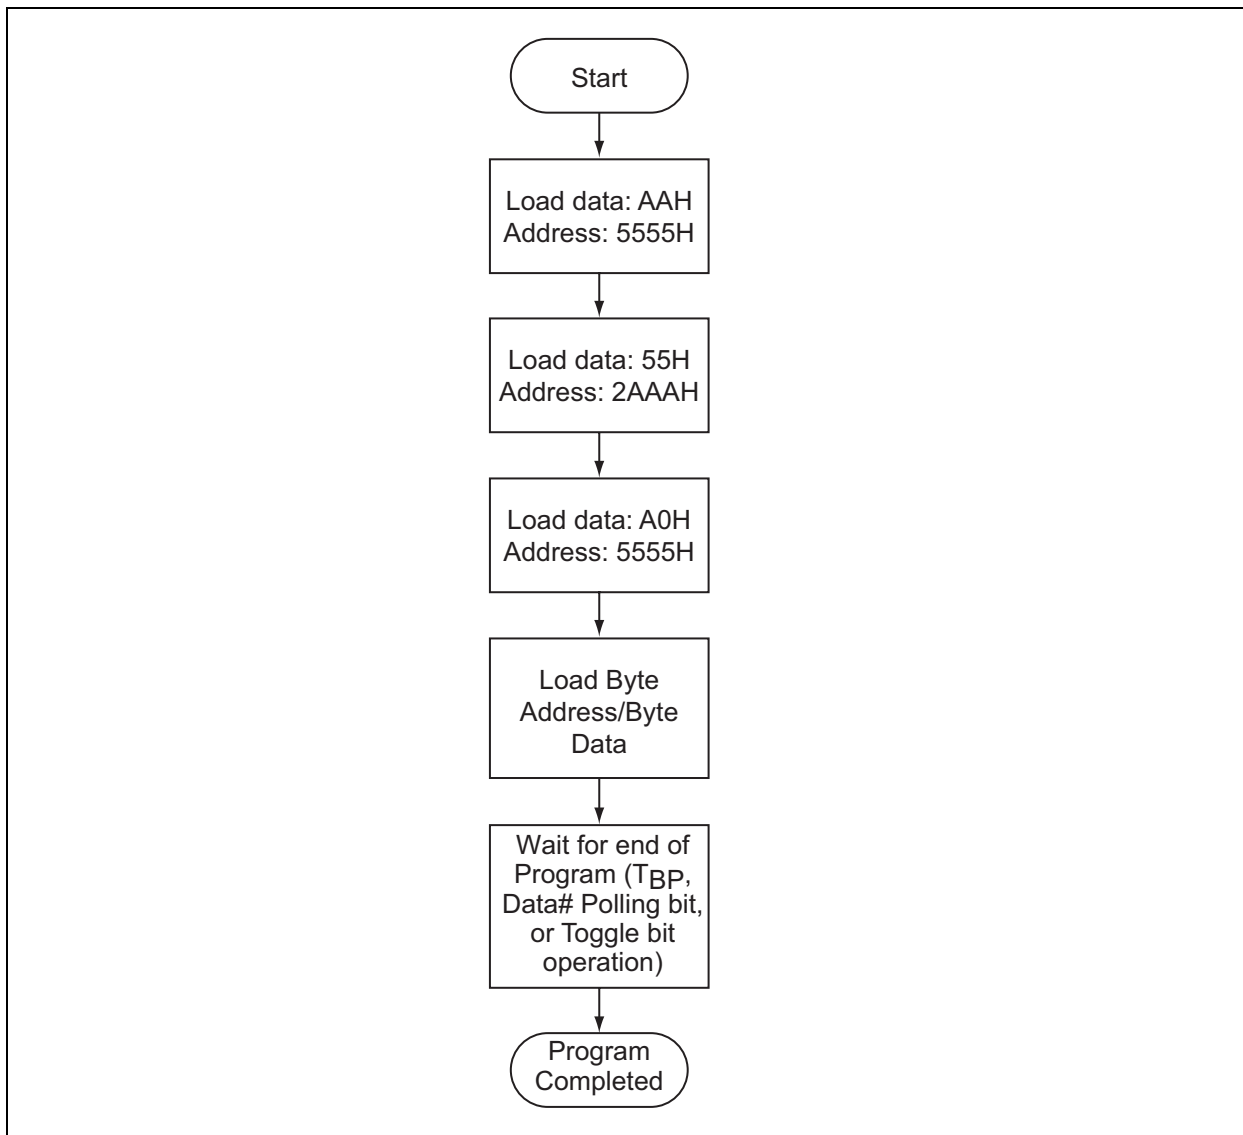 Start
Load data: AAH
Address: 5555H
Load data: 55H
Address: 2AAAH
Load data: A0H
Address: 5555H
Load Byte
Address/Byte
Data
Wait for end of
Program (TBP,
Data# Polling bit,
or Toggle bit
operation)
Program
Completed